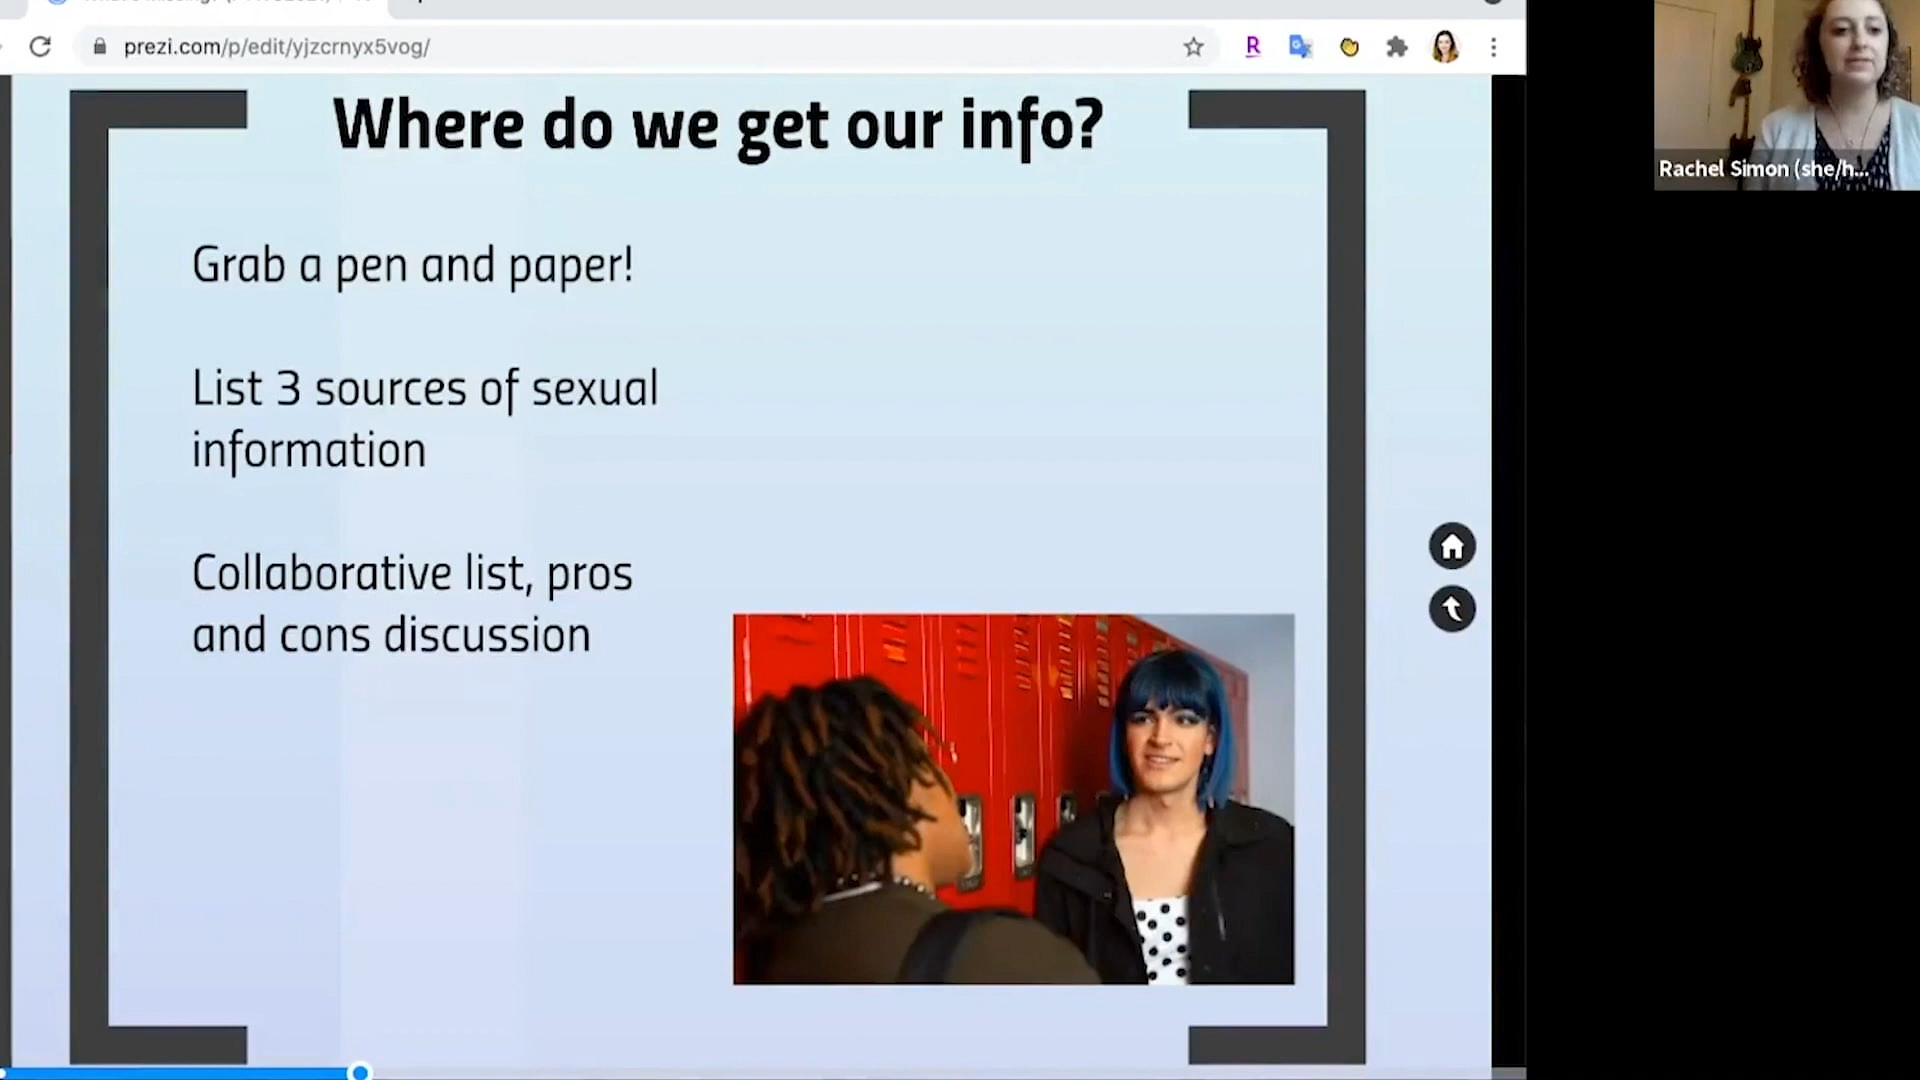 prezi.com/p/edit/yjzcrnyx5vog/
R
Where do we get our info?
Rachel Simon (she/h...
Grab a pen and paper!
List 3 sources of sexual
information
Collaborative list, pros
and cons discussion